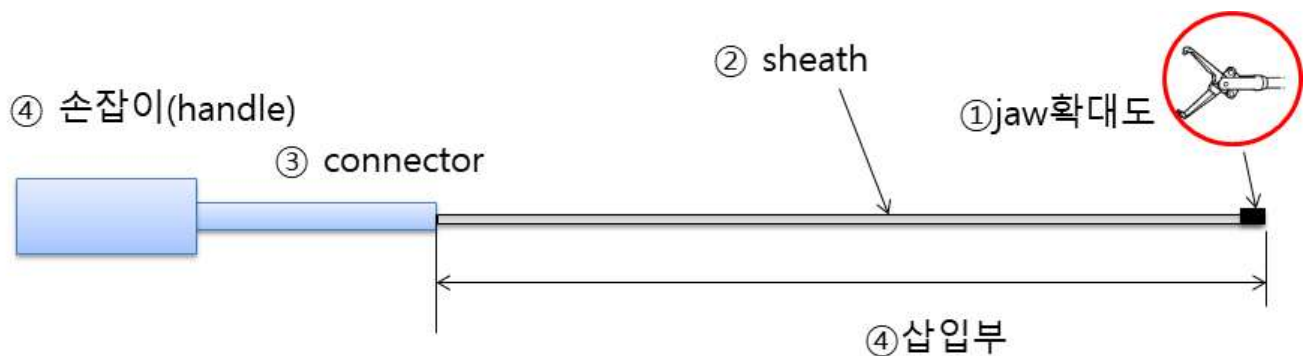 ② sheath
④ 손잡이(handle)
①jaw확대도
③ connector
④삽입부